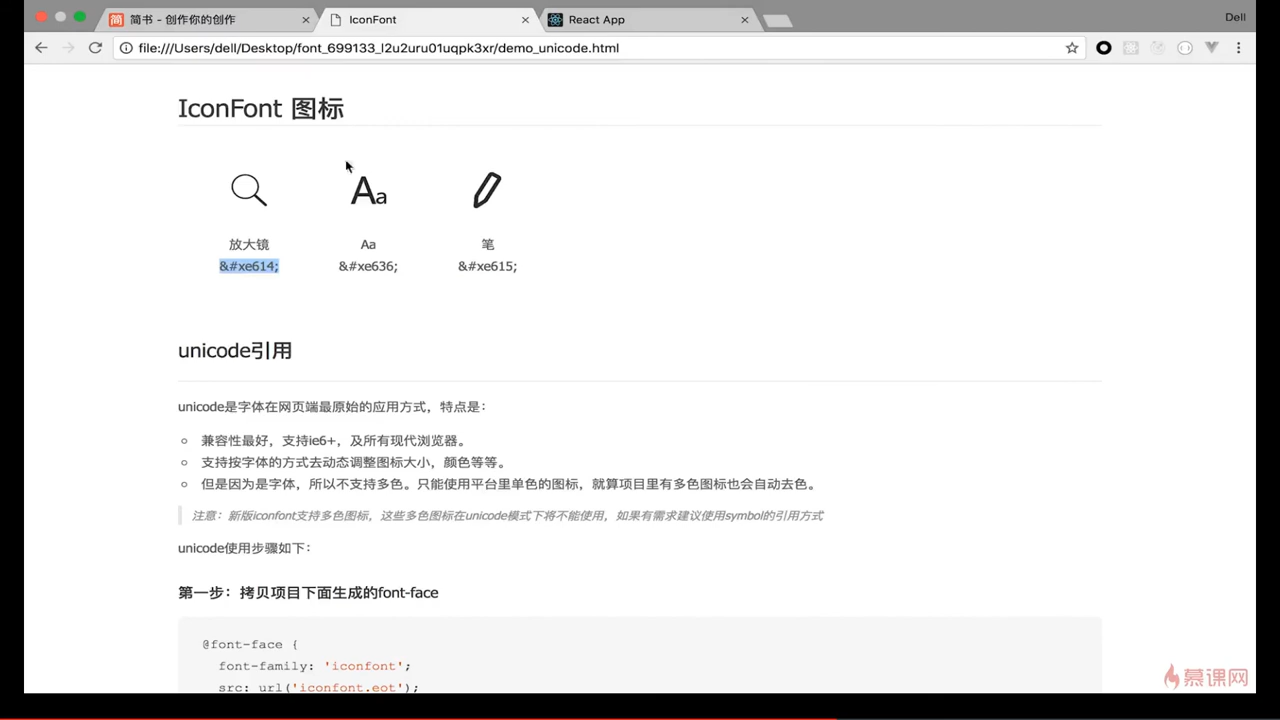 简书 - 创作你的创作
IconFont
React App
Dell
file:///Users/dell/Desktop/font_699133_l2u2uru01uqpk3xr/demo_unicode.html
IconFont 图标
Aa
放大镜 Aa 笔
&#xe614; &#xe636; &#xe615;
unicode引用
unicode是字体在网页端最原始的应用方式，特点是：
兼容性最好，支持ie6+，及所有现代浏览器。
支持按字体的方式去动态调整图标大小，颜色等等。
但是因为是字体，所以不支持多色。只能使用平台里单色的图标，就算项目里有多色图标也会自动去色。
注意：新版iconfont支持多色图标，这些多色图标在unicode模式下将不能使用，如果有需求建议使用symbol的引用方式
unicode使用步骤如下：
第一步：拷贝项目下面生成的font-face
@font-face {
font-family: 'iconfont';
src: url('iconfont.eot');
慕课网